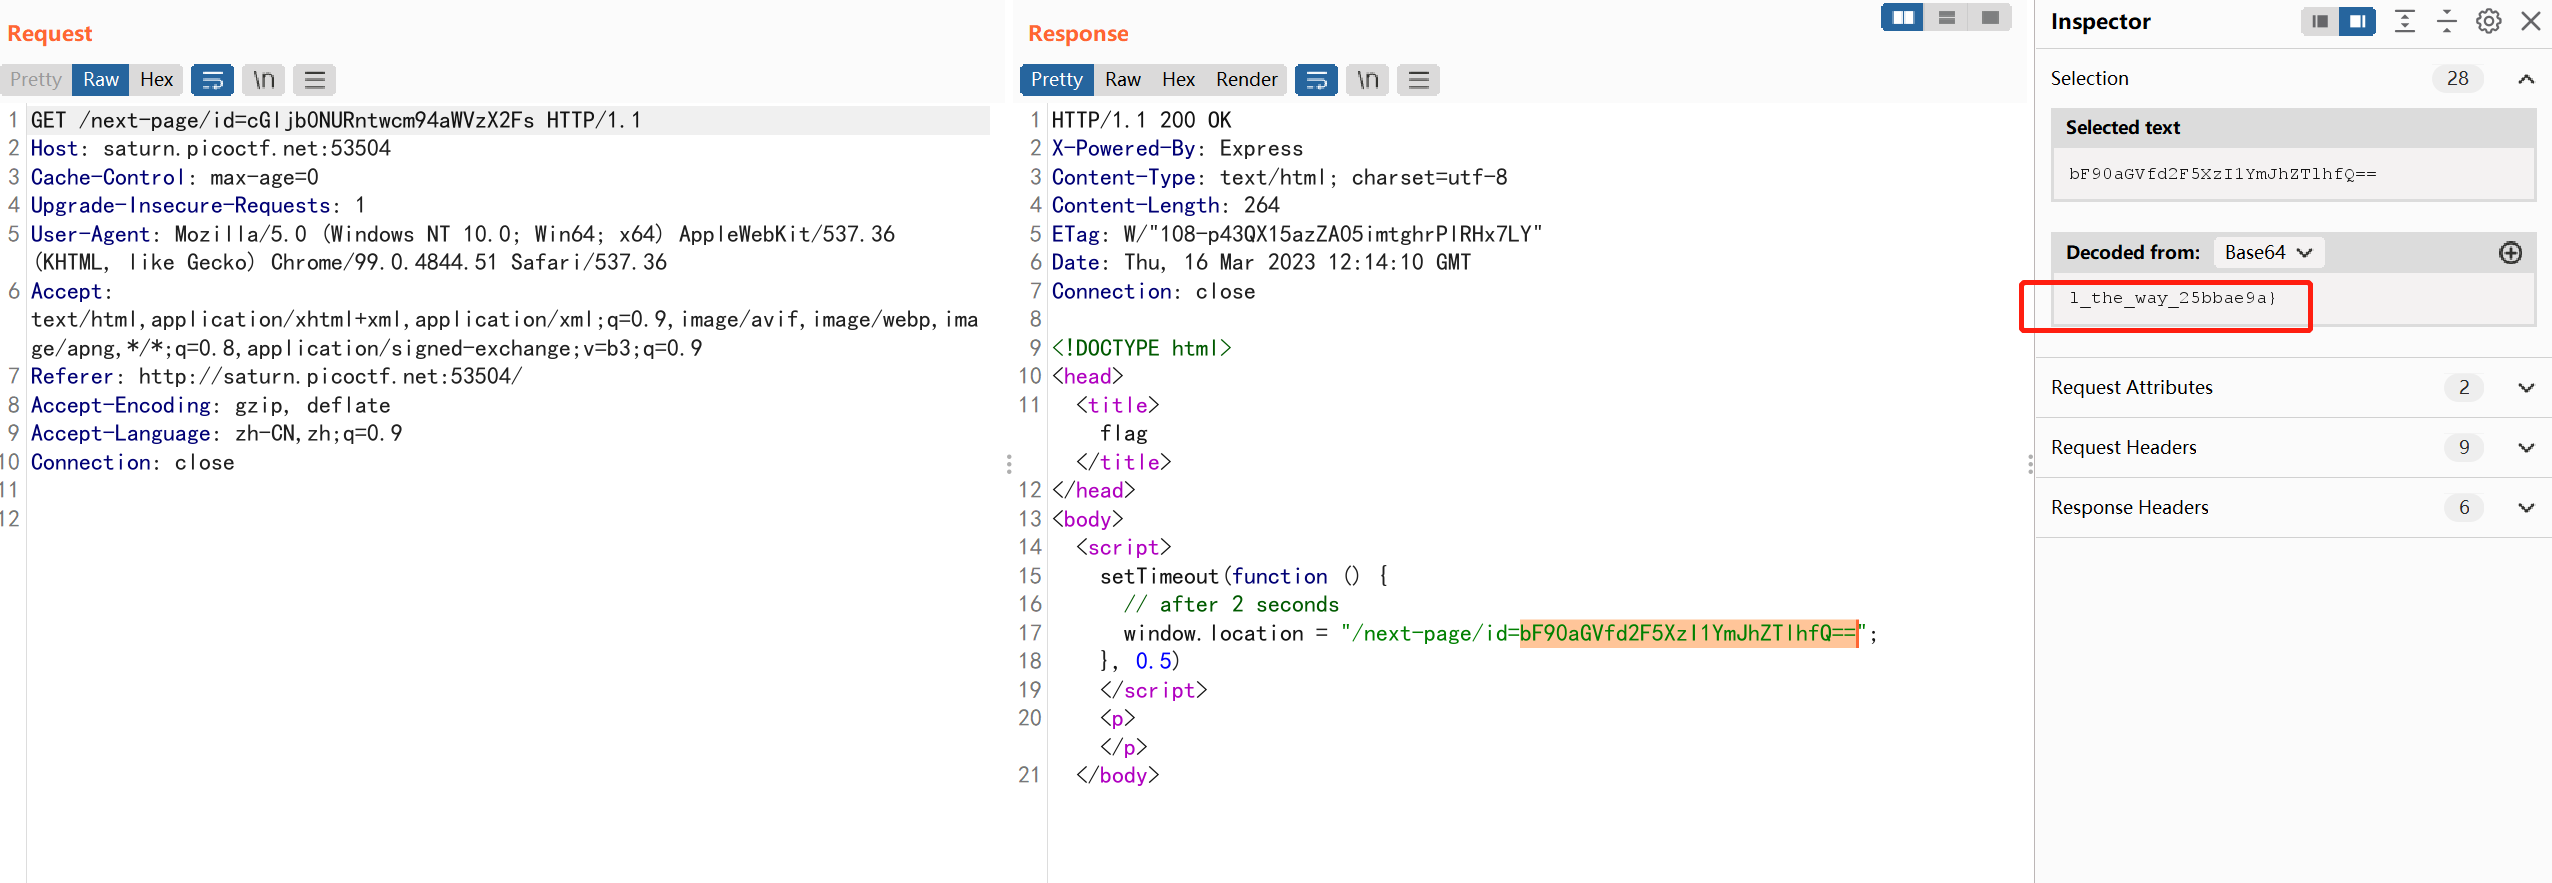 Request
Pretty Raw Hex \n
1 GET /next-page/id=cGljb0NURntwcm94aWVzX2Fs HTTP/1.1
2 Host: saturn.picoctf.net:53504
3 Cache-Control: max-age=0
4 Upgrade-Insecure-Requests: 1
5 User-Agent: Mozilla/5.0 (Windows NT 10.0; Win64; x64) AppleWebKit/537.36
(KHTML, like Gecko) Chrome/99.0.4844.51 Safari/537.36
6 Accept:
text/html,application/xhtml+xml,application/xml;q=0.9,image/avif,image/webp,ima
ge/apng,*/*;q=0.8,application/signed-exchange;v=b3;q=0.9
7 Referer: http://saturn.picoctf.net:53504/
8 Accept-Encoding: gzip, deflate
9 Accept-Language: zh-CN,zh;q=0.9
10 Connection: close
11
12
Response
Pretty Raw Hex Render \n
1 HTTP/1.1 200 OK
2 X-Powered-By: Express
3 Content-Type: text/html; charset=utf-8
4 Content-Length: 264
5 ETag: W/"108-p43QX15azZA05imtghrPlRHx7LY"
6 Date: Thu, 16 Mar 2023 12:14:10 GMT
7 Connection: close
8
9 <!DOCTYPE html>
10 <head>
11 <title>
flag
</title>
12 </head>
13 <body>
14 <script>
15 setTimeout(function () {
16 // after 2 seconds
17 window.location = "/next-page/id=bF90aGVfd2F5XzI1YmJhZTlhfQ==";
18 }, 0.5)
19 </script>
20 <p>
</p>
21 </body>
Inspector
Selection 28
Selected text
bF90aGVfd2F5XzI1YmJhZTlhfQ==
Decoded from: Base64
l_the_way_25bbae9a}
Request Attributes 2
Request Headers 9
Response Headers 6